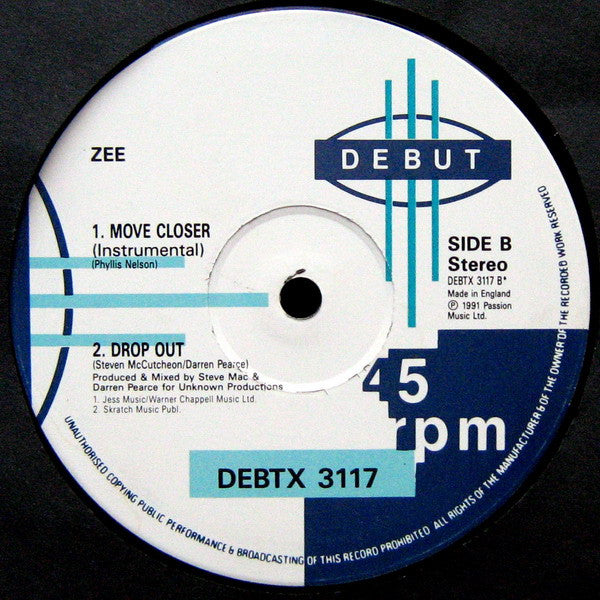 ZEE
DEBUT
1. MOVE CLOSER
(Instrumental)
(Phyllis Nelson)
SIDE B
Stereo
DEBTX 3117 B*
Made in England
℗ 1991 Passion
Music Ltd.
2. DROP OUT
(Steven McCutcheon/Darren Pearce)
Produced & Mixed by Steve Mac &
Darren Pearce for Unknown Productions
1. Jess Music/Warner Chappell Music Ltd.
2. Skratch Music Publ.
45
rpm
DEBTX 3117
UNAUTHORISED COPYING PUBLIC PERFORMANCE & BROADCASTING OF THIS RECORD PROHIBITED. ALL RIGHTS OF THE MANUFACTURER & OF THE OWNER OF THE RECORDED WORK RESERVED